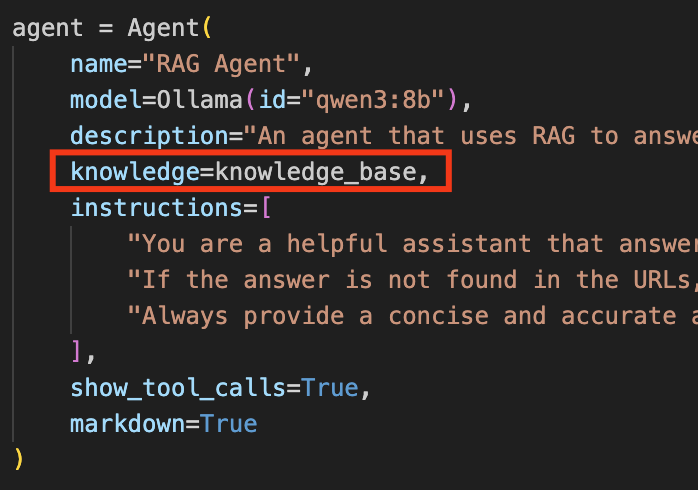 agent = Agent(
name="RAG Agent",
model=Ollama(id="qwen3:8b"),
description="An agent that uses RAG to answe
knowledge=knowledge_base,
instructions=[
"You are a helpful assistant that answer
"If the answer is not found in the URLs,
"Always provide a concise and accurate a
],
show_tool_calls=True,
markdown=True
)